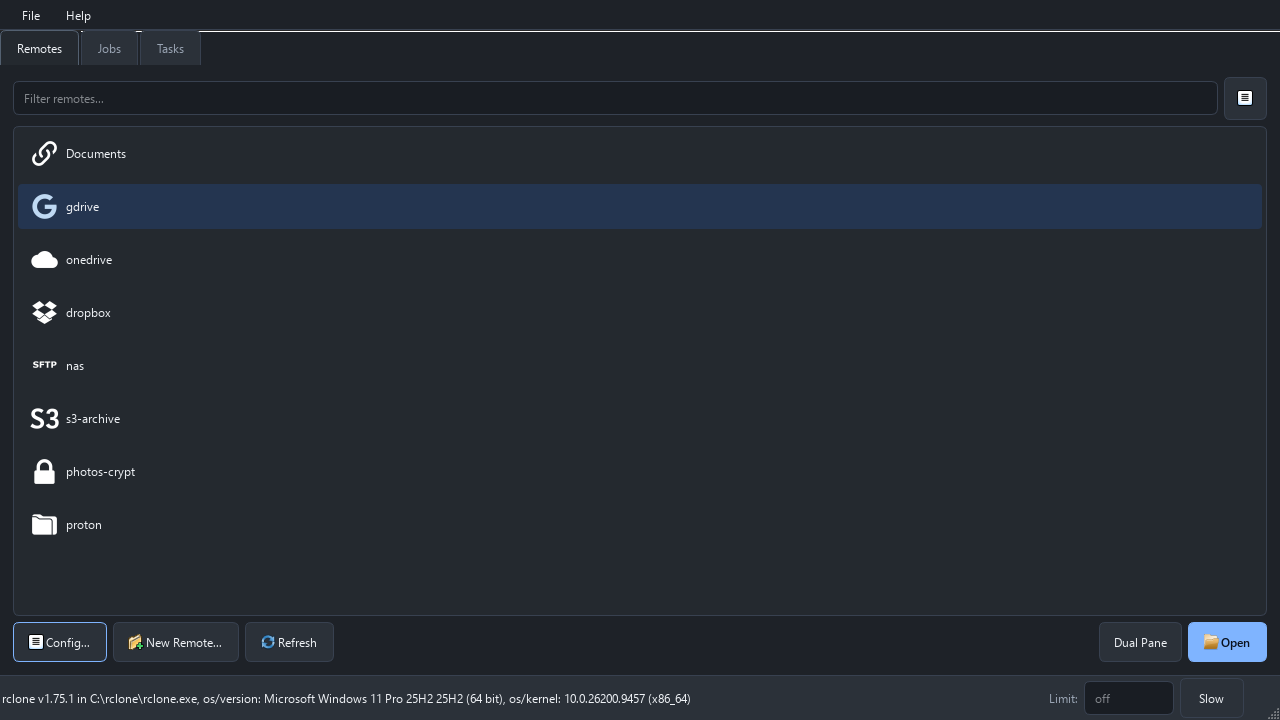 File Help
Remotes Jobs Tasks
Filter remotes...
Documents
gdrive
onedrive
dropbox
SFTP nas
S3 s3-archive
photos-crypt
proton
Config... New Remote... Refresh Dual Pane Open
rclone v1.75.1 in C:\rclone\rclone.exe, os/version: Microsoft Windows 11 Pro 25H2 25H2 (64 bit), os/kernel: 10.0.26200.9457 (x86_64) Limit: off Slow